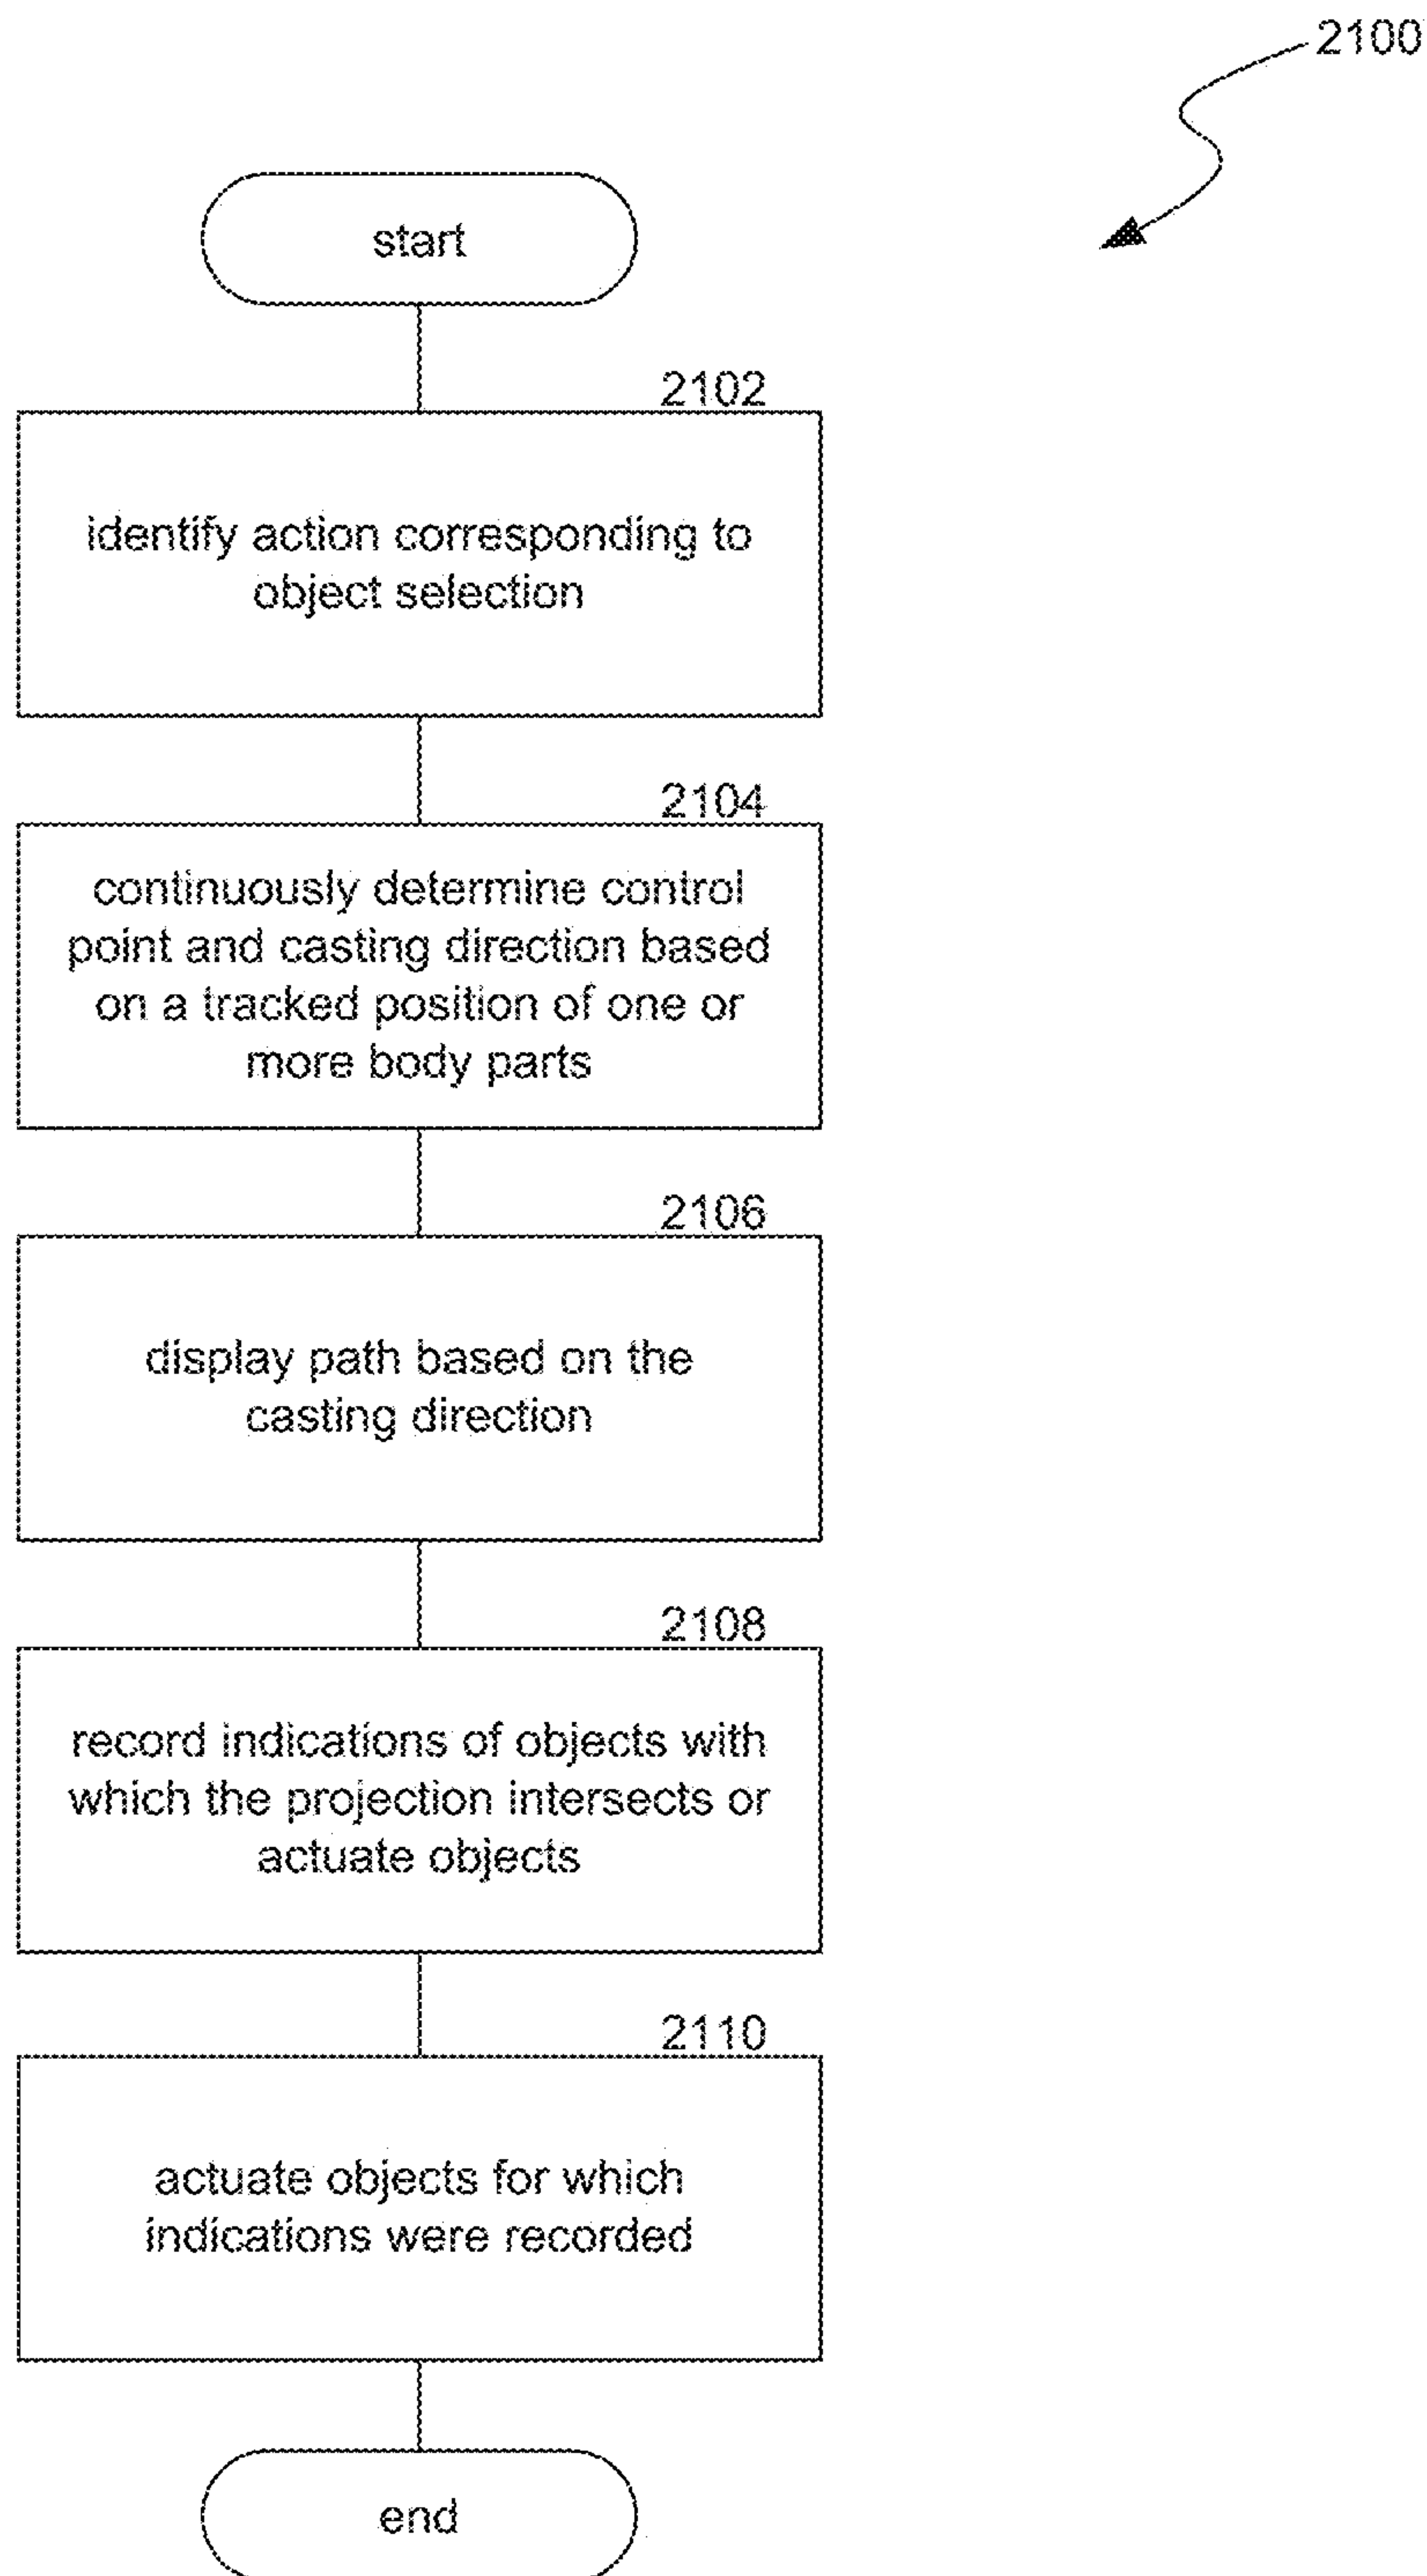 2100
start
2102
identify action corresponding to
object selection
2104
continuously determine control
point and casting direction based
on a tracked position of one or
more body parts
2106
display path based on the
casting direction
2108
record indications of objects with
which the projection intersects or
actuate objects
2110
actuate objects for which
indications were recorded
end